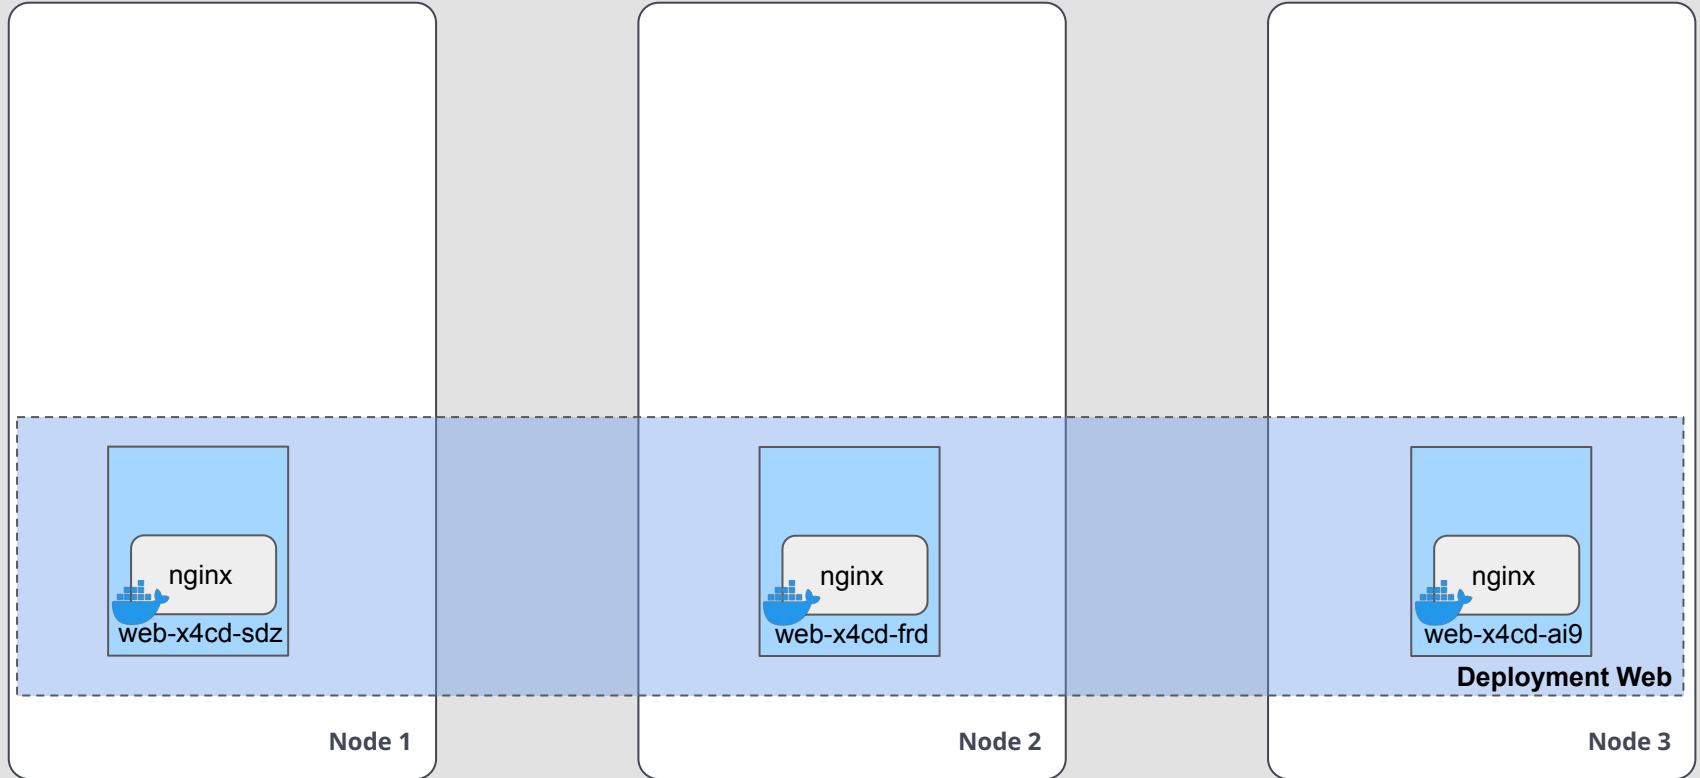 nginx
web-x4cd-sdz
nginx
web-x4cd-frd
nginx
web-x4cd-ai9
Deployment Web
Node 1
Node 2
Node 3